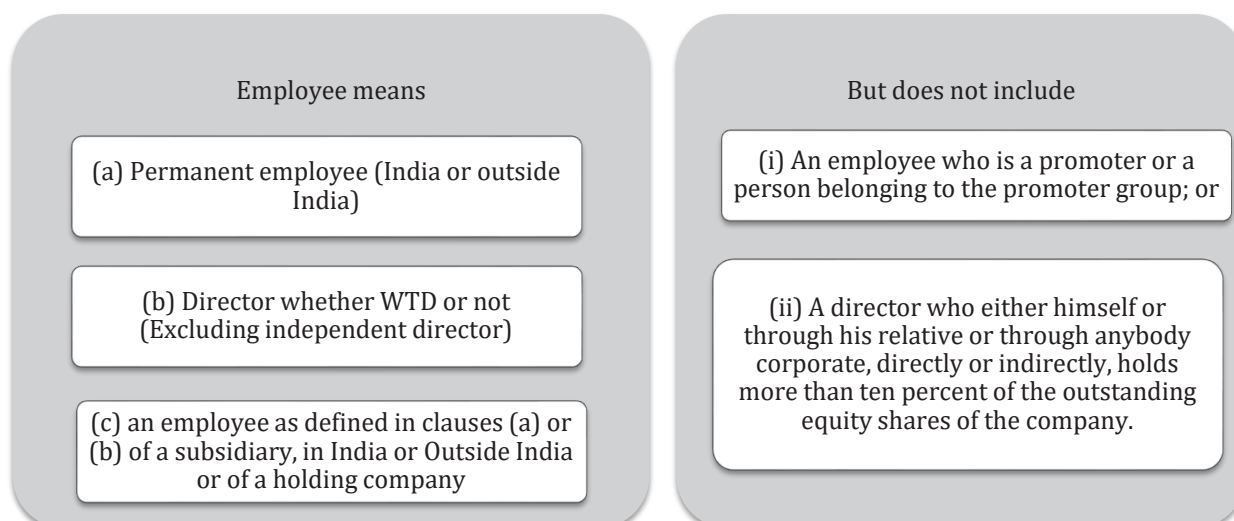 Employee means
(a) Permanent employee (India or outside
India)
(b) Director whether WTD or not
(Excluding independent director)
(c) an employee as defined in clauses (a) or
(b) of a subsidiary, in India or Outside India
or of a holding company
But does not include
(i) An employee who is a promoter or a
person belonging to the promoter group; or
(ii) A director who either himself or
through his relative or through anybody
corporate, directly or indirectly, holds
more than ten percent of the outstanding
equity shares of the company.